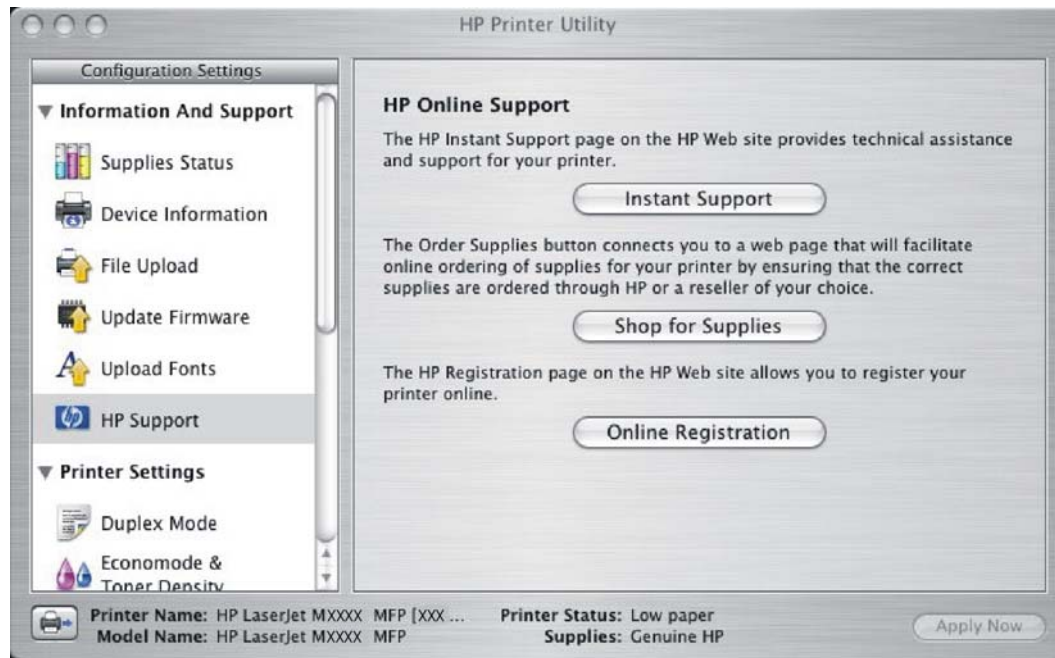 HP Printer Utility
Configuration Settings
Information And Support
Supplies Status
Device Information
File Upload
Update Firmware
Upload Fonts
HP Support
Printer Settings
Duplex Mode
Economode &
Toner Density
HP Online Support
The HP Instant Support page on the HP Web site provides technical assistance
and support for your printer.
Instant Support
The Order Supplies button connects you to a web page that will facilitate
online ordering of supplies for your printer by ensuring that the correct
supplies are ordered through HP or a reseller of your choice.
Shop for Supplies
The HP Registration page on the HP Web site allows you to register your
printer online.
Online Registration
Printer Name: HP LaserJet MXXXX MFP [XXX ...
Model Name: HP LaserJet MXXXX MFP
Printer Status: Low paper
Supplies: Genuine HP
Apply Now